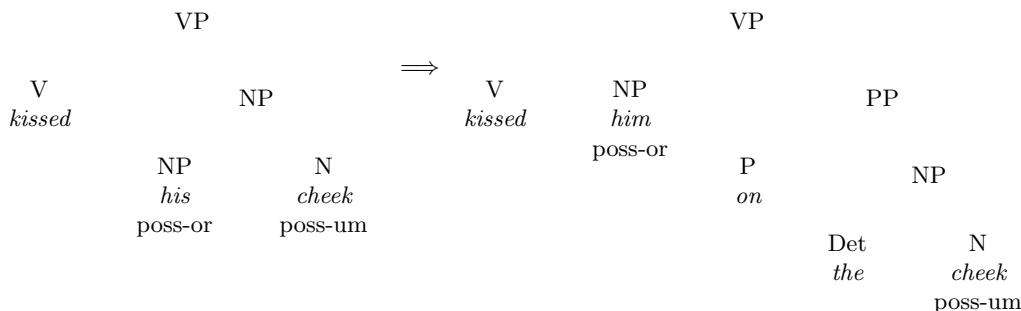 VP VP
⟹
V NP V NP PP
kissed kissed him
poss-or
NP N P NP
his cheek on
poss-or poss-um
Det N
the cheek
poss-um